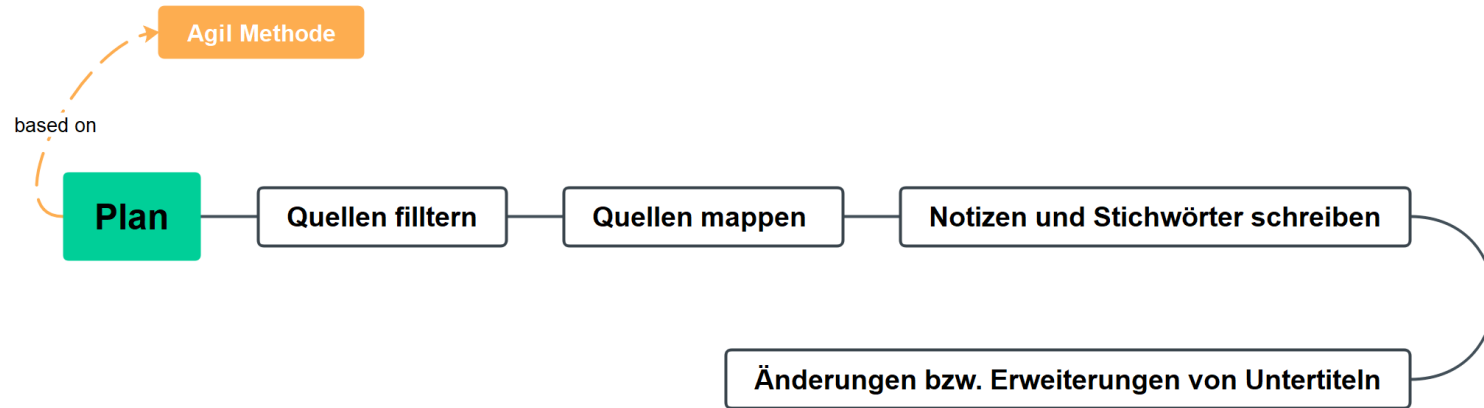 Agil Methode
based on
Plan
Quellen filltern
Quellen mappen
Notizen und Stichwörter schreiben
Änderungen bzw. Erweiterungen von Untertiteln